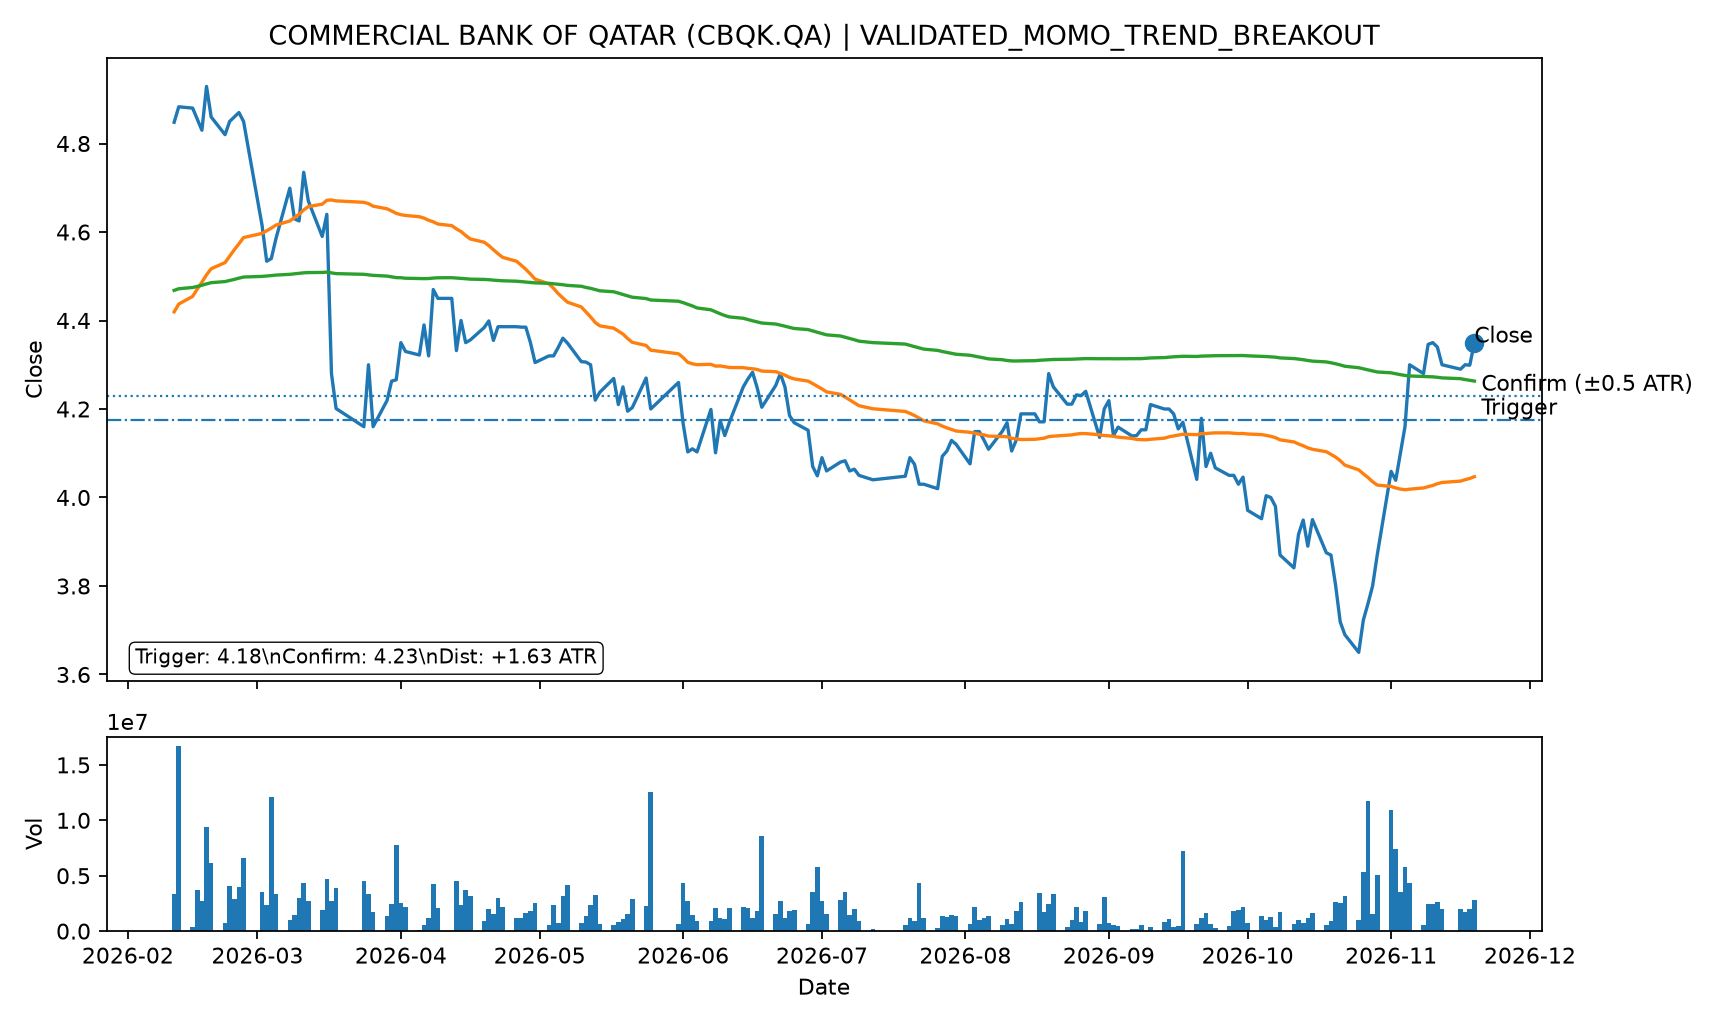 COMMERCIAL BANK OF QATAR (CBQK.QA) | VALIDATED_MOMO_TREND_BREAKOUT
Close
4.8
4.6
4.4
4.2
4.0
3.8
3.6
Close
Confirm (±0.5 ATR)
Trigger
Trigger: 4.18\nConfirm: 4.23\nDist: +1.63 ATR
1e7
Vol
1.5
1.0
0.5
0.0
2026-02 2026-03 2026-04 2026-05 2026-06 2026-07 2026-08 2026-09 2026-10 2026-11 2026-12
Date